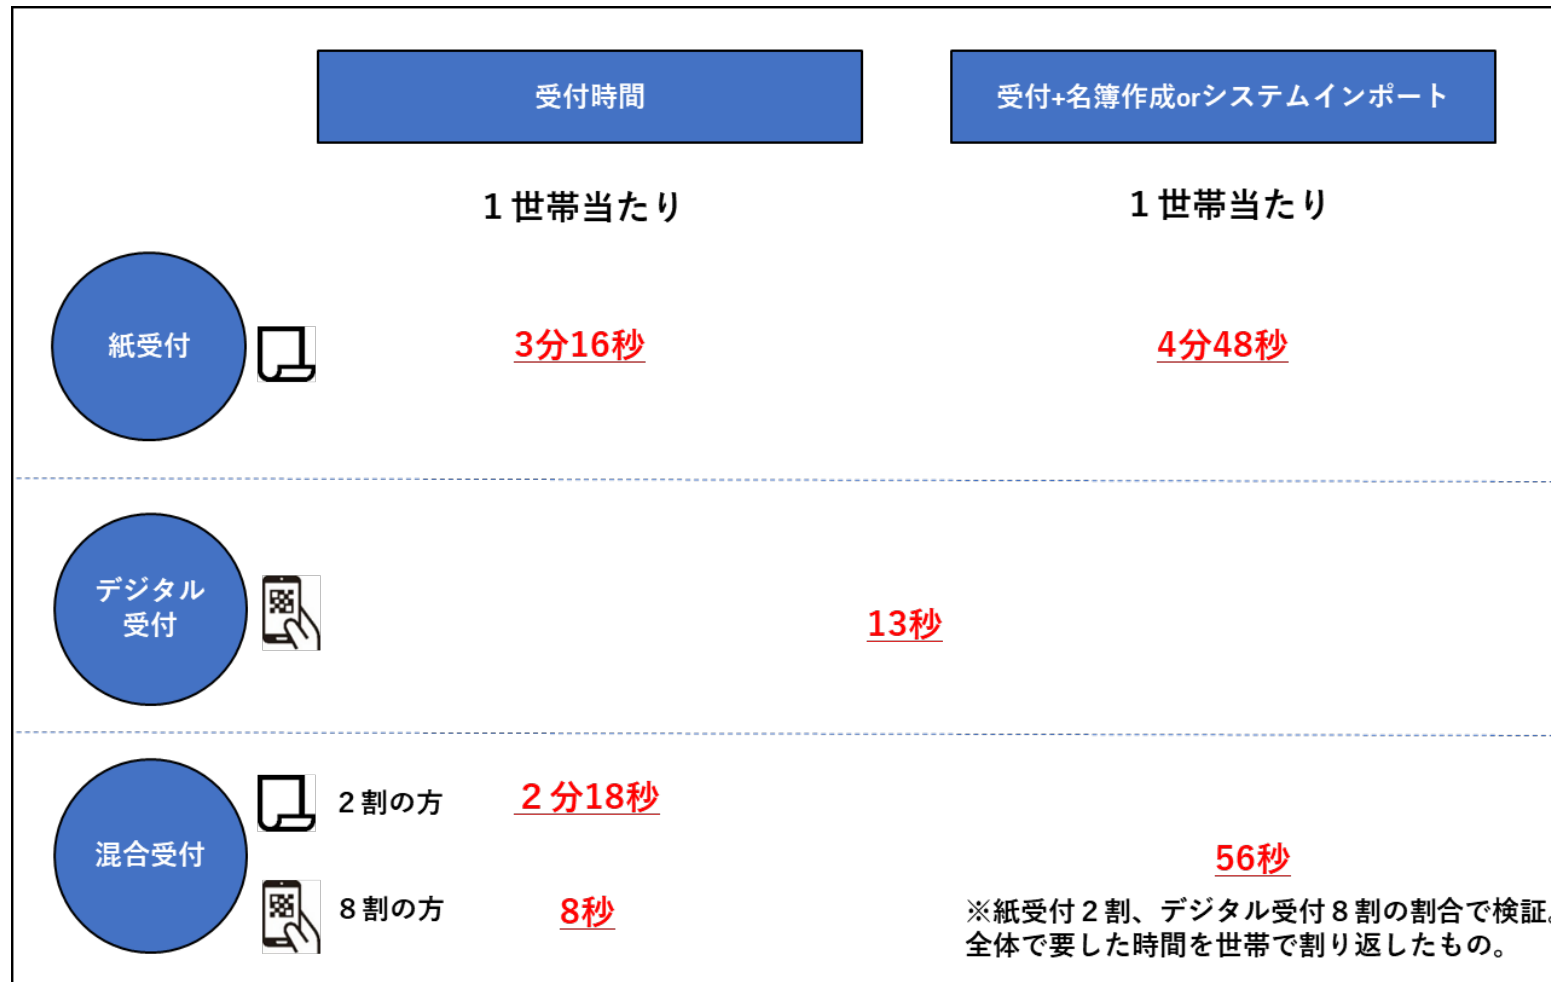 受付時間
受付+名簿作成orシステムインポート
1世帯当たり
1世帯当たり
紙受付
3分16秒
4分48秒
デジタル
受付
13秒
混合受付
2割の方
2分18秒
8割の方
8秒
56秒
※紙受付2割、デジタル受付8割の割合で検証。
全体で要した時間を世帯で割り返したもの。